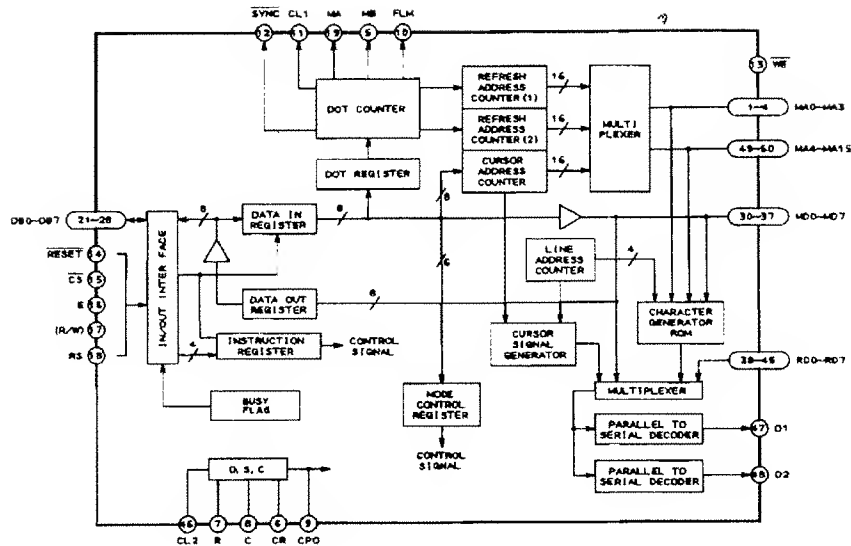 SYNC CL1 MA MB FLM
12 11 19 5 10
13 WE
DOT COUNTER
REFRESH
ADDRESS
COUNTER(1)
16
REFRESH
ADDRESS
COUNTER(2)
16
CURSOR
ADDRESS
COUNTER
16
MULTI
PLEXER
1-4 MA0-MA3
49-60 MA4-MA15
DOT REGISTER
8
DB0-DB7 21-28
8
DATA IN
REGISTER
8
30-37 MD0-MD7
RESET 14
CS 15
E 16
(R/W) 17
RS 18
IN/OUT INTER FACE
6
LINE
ADDRESS
COUNTER
4
DATA OUT
REGISTER
8
CHARACTER
GENERATOR
ROM
4
INSTRUCTION
REGISTER
CONTROL
SIGNAL
CURSOR
SIGNAL
GENERATOR
RD0-RD7
BUSY
FLAG
MODE
CONTROL
REGISTER
MULTIPLEXER
PARALLEL TO
SERIAL DECODER
47 D1
CONTROL
SIGNAL
PARALLEL TO
SERIAL DECODER
48 D2
O, S, C
7 8 6 9
CL2 R C CR CPO